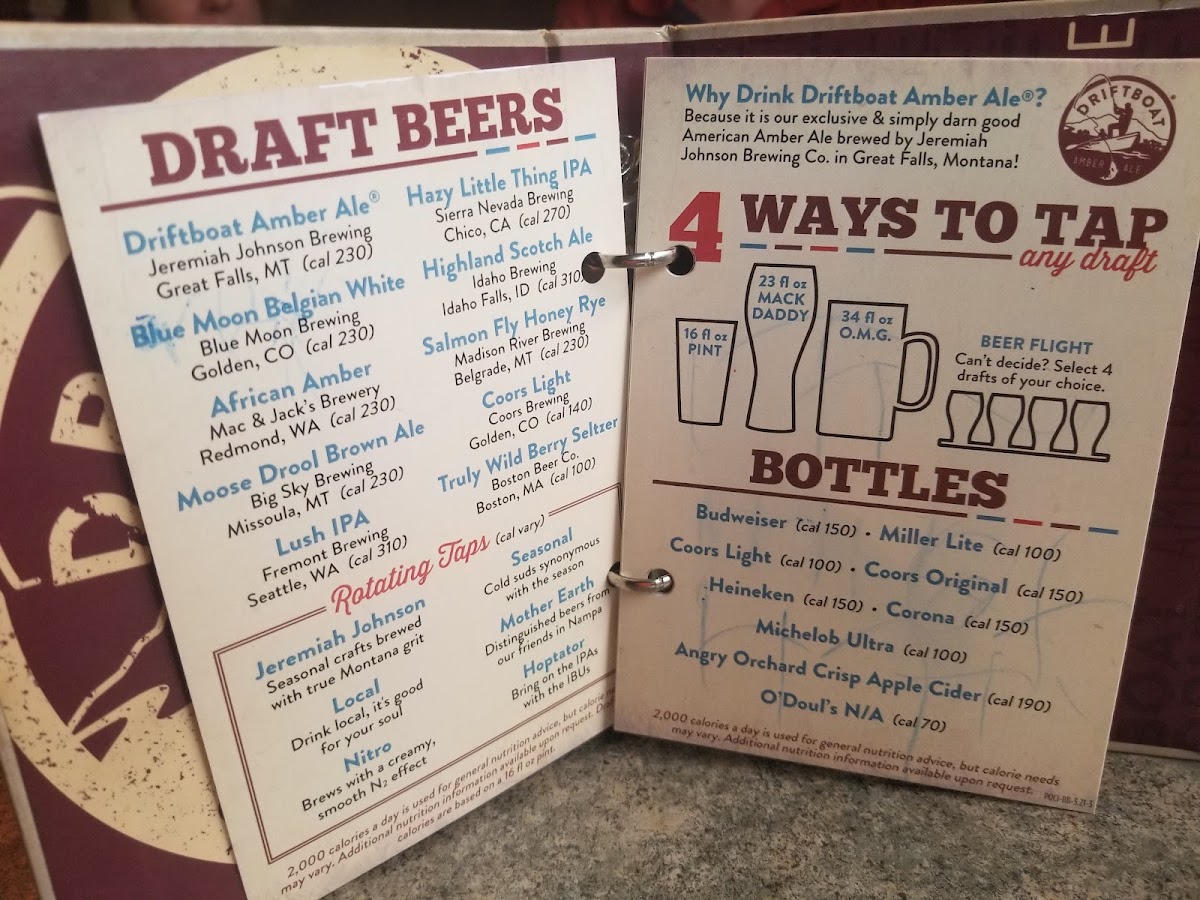 DRAFT BEERS
Driftboat Amber Ale®
Jeremiah Johnson Brewing
Great Falls, MT (cal 230)
Blue Moon Belgian White
Blue Moon Brewing
Golden, CO (cal 230)
African Amber
Mac & Jack's Brewery
Redmond, WA (cal 230)
Moose Drool Brown Ale
Big Sky Brewing
Missoula, MT (cal 230)
Lush IPA
Fremont Brewing
Seattle, WA (cal 310)
Hazy Little Thing IPA
Sierra Nevada Brewing
Chico, CA (cal 270)
Highland Scotch Ale
Idaho Brewing
Idaho Falls, ID (cal 310)
Salmon Fly Honey Rye
Madison River Brewing
Belgrade, MT (cal 230)
Coors Light
Coors Brewing
Golden, CO (cal 140)
Truly Wild Berry Seltzer
Boston Beer Co.
Boston, MA (cal 100)
Rotating Taps (cal vary)
Jeremiah Johnson
Seasonal crafts brewed
with true Montana grit
Local
Drink local, it's good
for your soul
Nitro
Brews with a creamy,
smooth N₂ effect
Seasonal
Cold suds synonymous
with the season
Mother Earth
Distinguished beers from
our friends in Nampa
Hoptator
Bring on the IPAs
with the IBUs
2,000 calories a day is used for general nutrition advice, but calorie
may vary. Additional nutrition information available upon request.
calories are based on a 16 fl oz pint.
Why Drink Driftboat Amber Ale®?
Because it is our exclusive & simply darn good
American Amber Ale brewed by Jeremiah
Johnson Brewing Co. in Great Falls, Montana!
DRIFTBOAT
AMBER ALE
4 WAYS TO TAP
any draft
16 fl oz
PINT
23 fl oz
MACK
DADDY
34 fl oz
O.M.G.
BEER FLIGHT
Can't decide? Select 4
drafts of your choice.
BOTTLES
Budweiser (cal 150) • Miller Lite (cal 100)
Coors Light (cal 100) • Coors Original (cal 150)
Heineken (cal 150) • Corona (cal 150)
Michelob Ultra (cal 100)
Angry Orchard Crisp Apple Cider (cal 190)
O'Doul's N/A (cal 70)
2,000 calories a day is used for general nutrition advice, but calorie needs
may vary. Additional nutrition information available upon request.